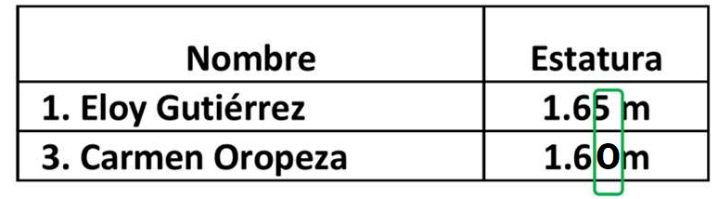 Nombre Estatura
1. Eloy Gutiérrez 1.65 m
3. Carmen Oropeza 1.60m